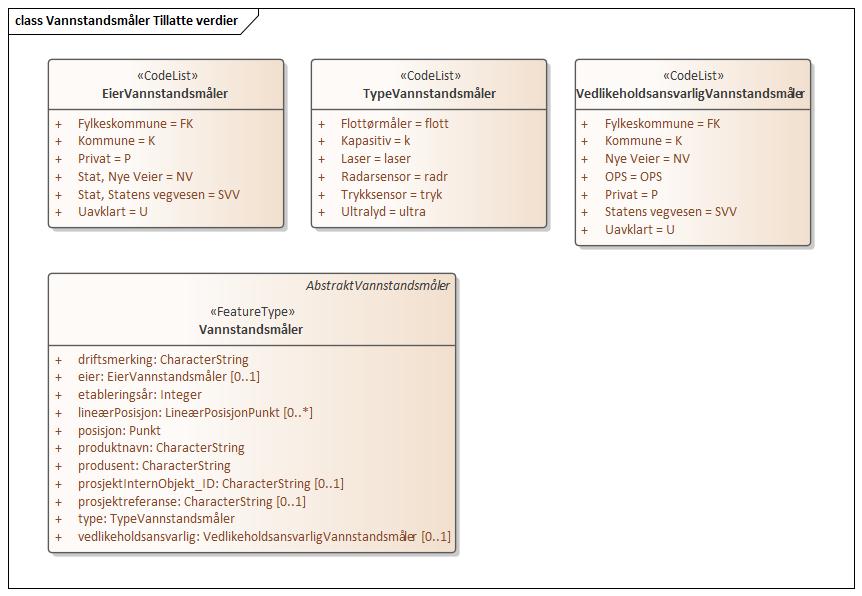 class Vannstandsmåler Tillatte verdier
«CodeList»
EierVannstandsmåler
+ Fylkeskommune = FK
+ Kommune = K
+ Privat = P
+ Stat, Nye Veier = NV
+ Stat, Statens vegvesen = SVV
+ Uavklart = U
«CodeList»
TypeVannstandsmåler
+ Flottørmåler = flott
+ Kapasitiv = k
+ Laser = laser
+ Radarsensor = radr
+ Trykksensor = tryk
+ Ultralyd = ultra
«CodeList»
VedlikeholdsansvarligVannstandsmåler
+ Fylkeskommune = FK
+ Kommune = K
+ Nye Veier = NV
+ OPS = OPS
+ Privat = P
+ Statens vegvesen = SVV
+ Uavklart = U
AbstraktVannstandsmåler
«FeatureType»
Vannstandsmåler
+ driftsmerking: CharacterString
+ eier: EierVannstandsmåler [0..1]
+ etableringsår: Integer
+ lineærPosisjon: LineærPosisjonPunkt [0..*]
+ posisjon: Punkt
+ produktnavn: CharacterString
+ produsent: CharacterString
+ prosjektInternObjekt_ID: CharacterString [0..1]
+ prosjektreferanse: CharacterString [0..1]
+ type: TypeVannstandsmåler
+ vedlikeholdsansvarlig: VedlikeholdsansvarligVannstandsmåler [0..1]